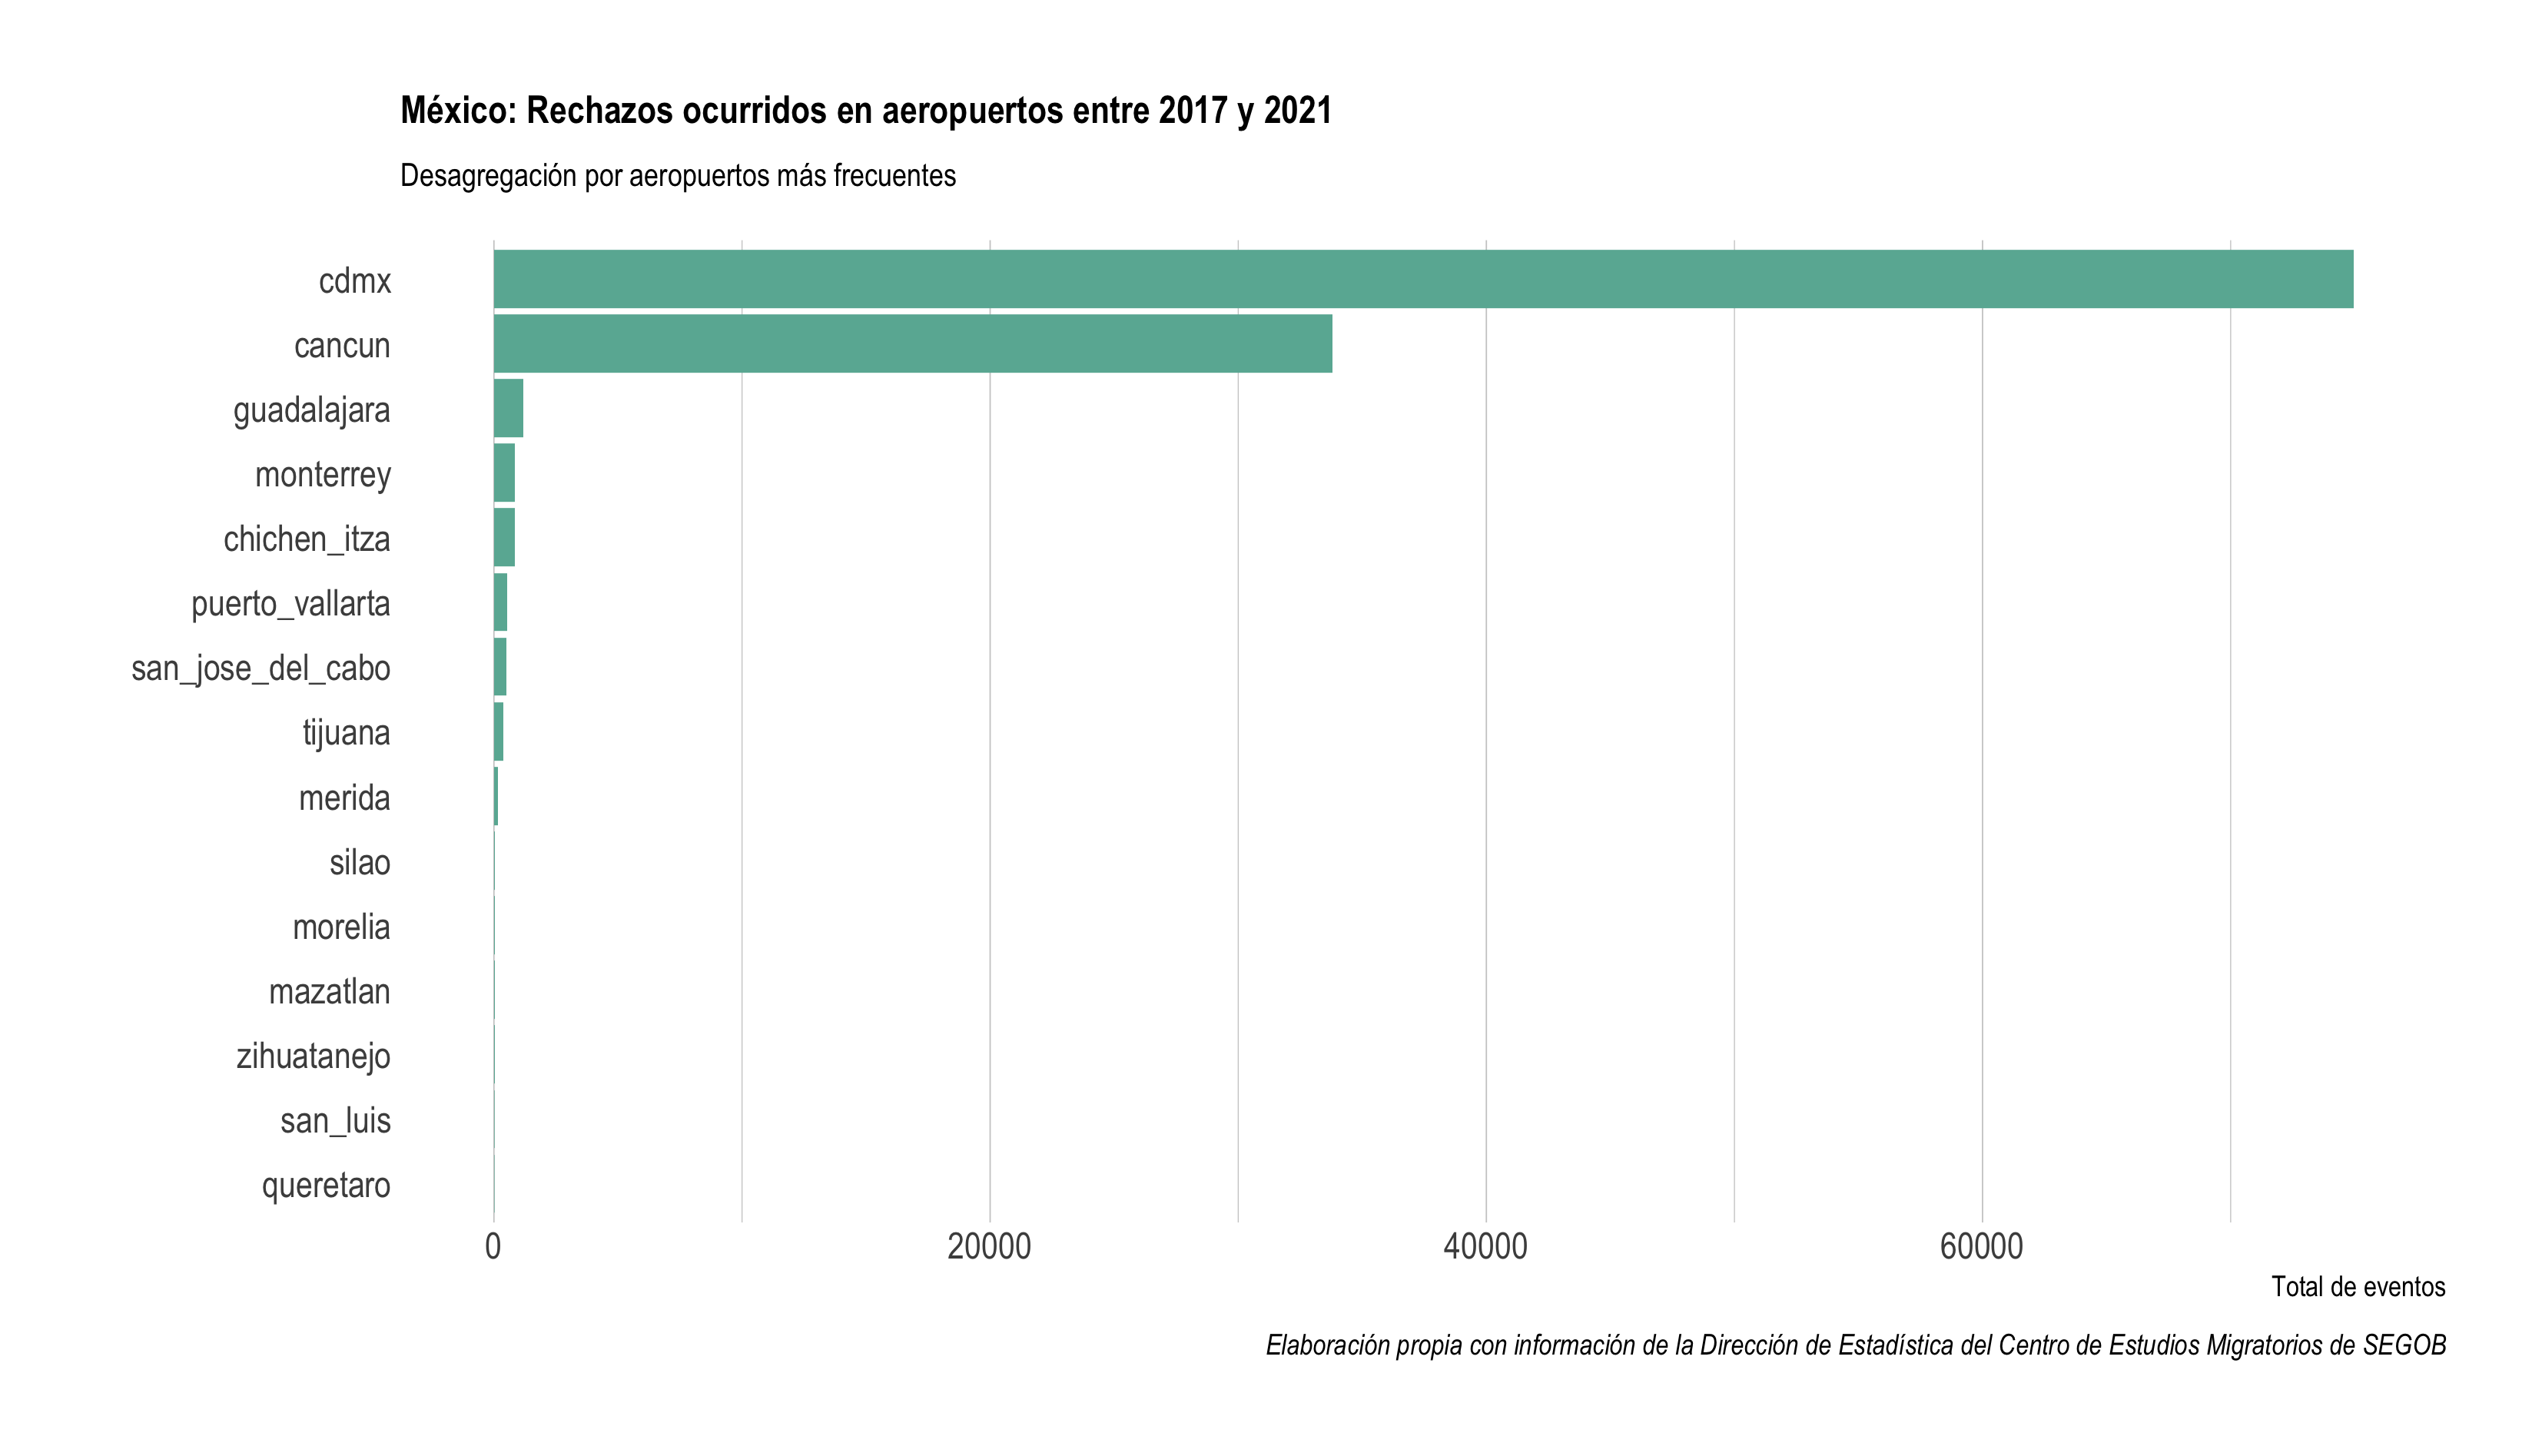 México: Rechazos ocurridos en aeropuertos entre 2017 y 2021
Desagregación por aeropuertos más frecuentes
cdmx
cancun
guadalajara
monterrey
chichen_itza
puerto_vallarta
san_jose_del_cabo
tijuana
merida
silao
morelia
mazatlan
zihuatanejo
san_luis
queretaro
0 20000 40000 60000
Total de eventos
Elaboración propia con información de la Dirección de Estadística del Centro de Estudios Migratorios de SEGOB